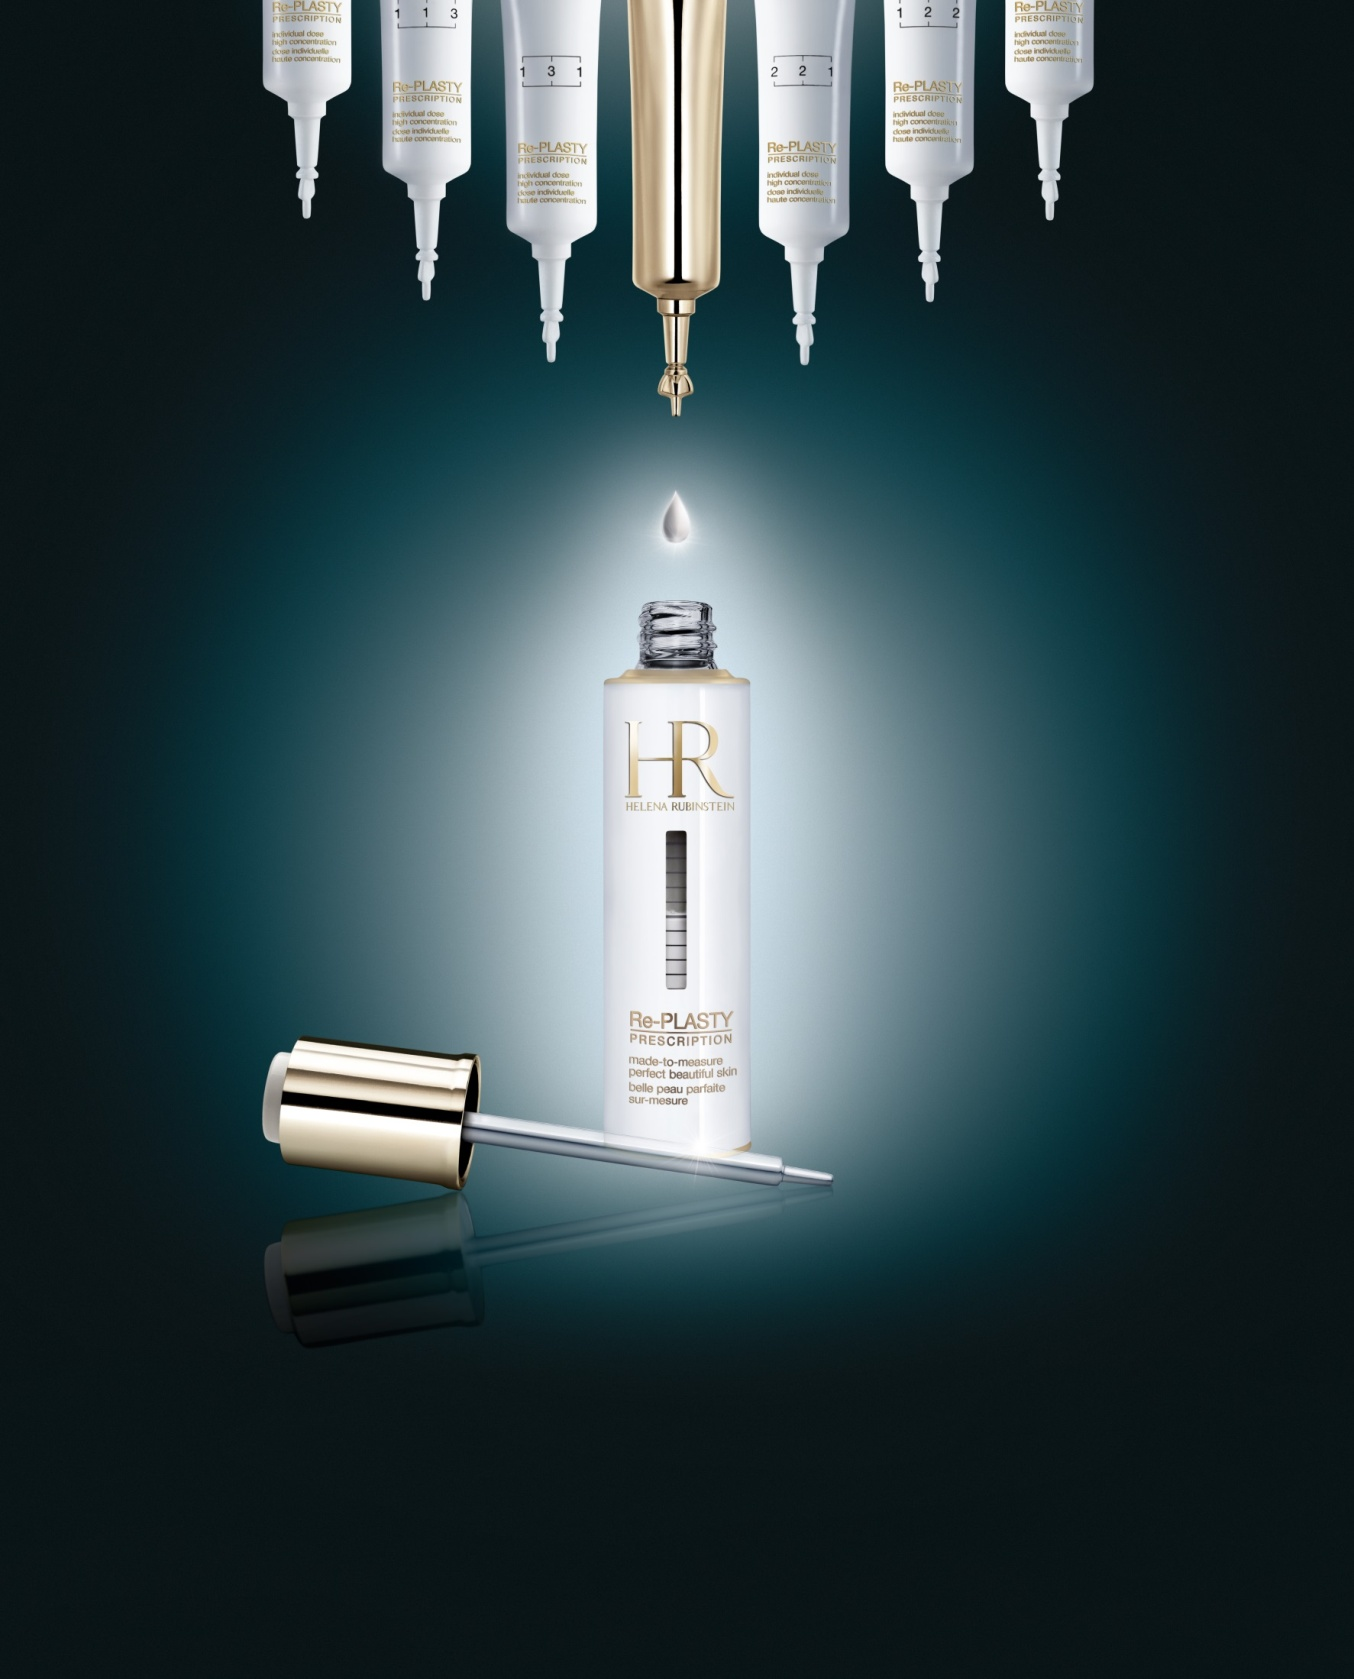 Re-PLASTY
PRESCRIPTION
individual dose
high concentration
dose individuelle
haute concentration
1 1 3
Re-PLASTY
PRESCRIPTION
individual dose
high concentration
dose individuelle
haute concentration
1 3 1
Re-PLASTY
PRESCRIPTION
individual dose
high concentration
dose individuelle
haute concentration
2 2 1
Re-PLASTY
PRESCRIPTION
individual dose
high concentration
dose individuelle
haute concentration
1 2 2
Re-PLASTY
PRESCRIPTION
individual dose
high concentration
dose individuelle
haute concentration
Re-PLASTY
PRESCRIPTION
individual dose
high concentration
dose individuelle
haute concentration
HR
HELENA RUBINSTEIN
Re-PLASTY
PRESCRIPTION
made-to-measure
perfect beautiful skin
belle peau parfaite
sur-mesure